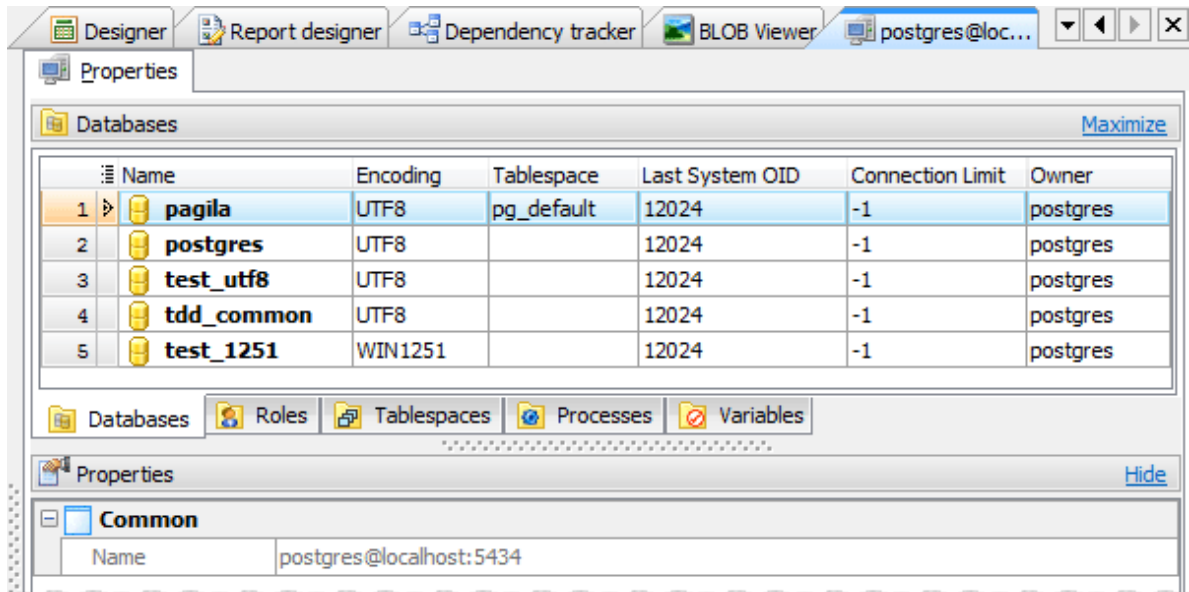 Designer Report designer Dependency tracker BLOB Viewer postgres@loc...
Properties
Databases Maximize
Name Encoding Tablespace Last System OID Connection Limit Owner
1 pagila UTF8 pg_default 12024 -1 postgres
2 postgres UTF8 12024 -1 postgres
3 test_utf8 UTF8 12024 -1 postgres
4 tdd_common UTF8 12024 -1 postgres
5 test_1251 WIN1251 12024 -1 postgres
Databases Roles Tablespaces Processes Variables
Properties Hide
Common
Name postgres@localhost:5434